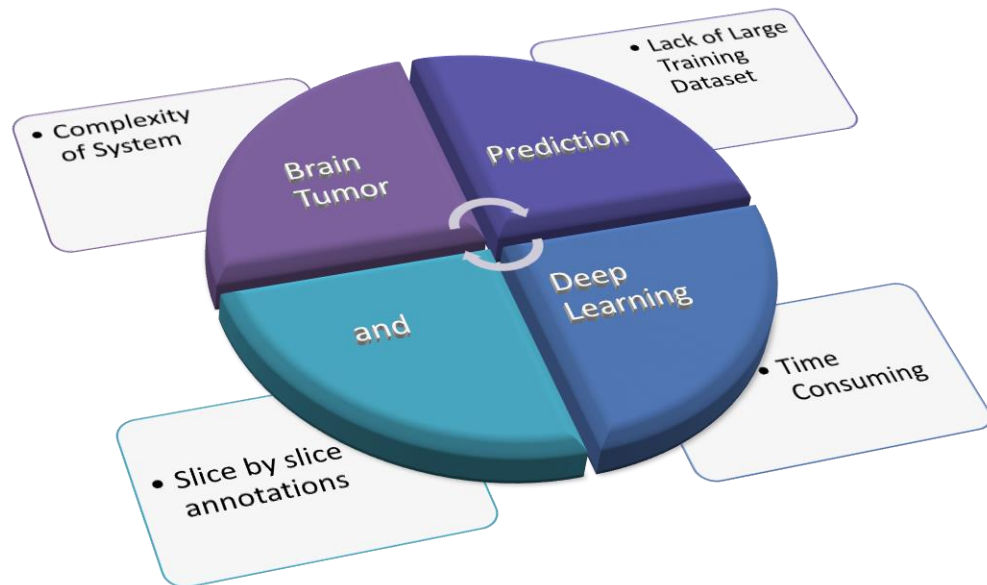 • Complexity
of System
• Lack of Large
Training
Dataset
Brain
Tumor
Prediction
and
Deep
Learning
• Slice by slice
annotations
• Time
Consuming